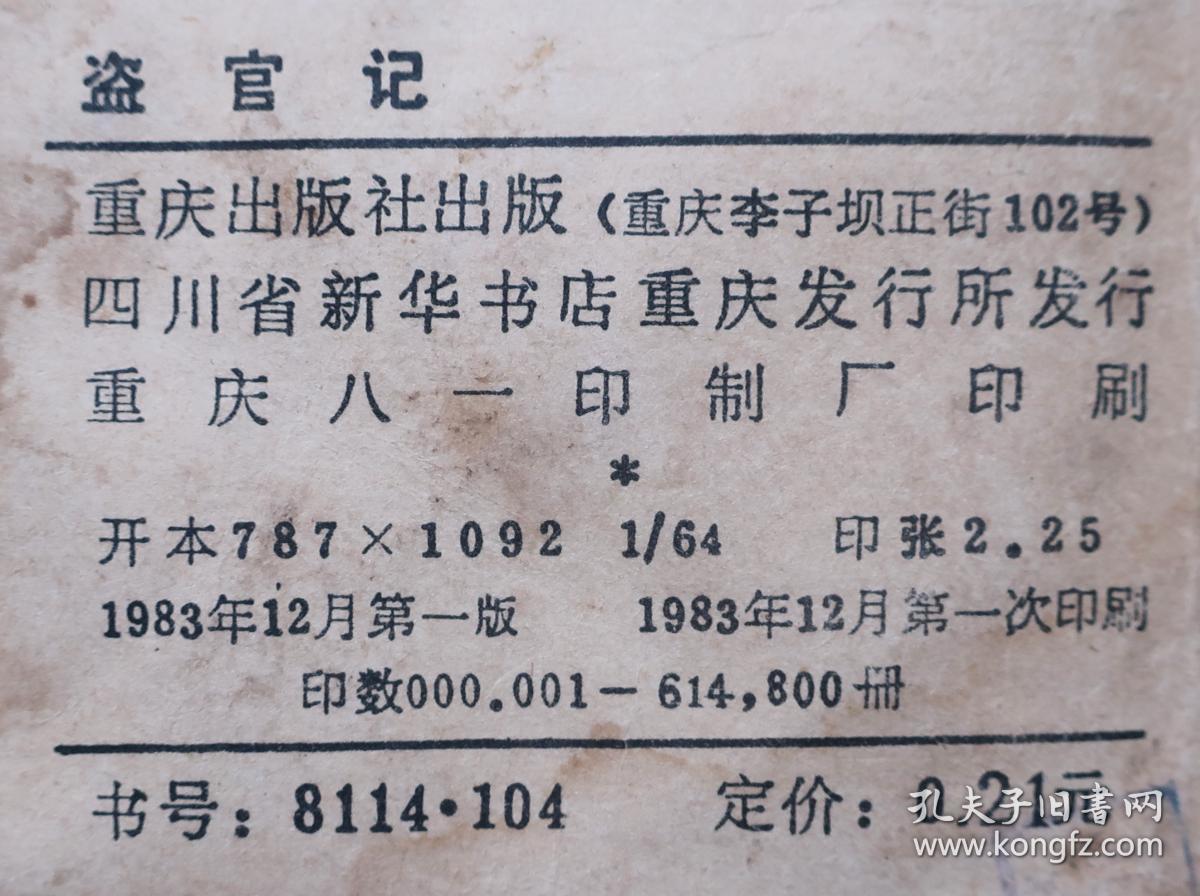 盗官记
重庆出版社出版（重庆李子坝正街102号）
四川省新华书店重庆发行所发行
重庆八一印制厂印刷
*
开本787×1092 1/64 印张2.25
1983年12月第一版 1983年12月第一次印刷
印数000.001－614,800册
书号：8114·104 定价：0.21元
孔夫子旧书网
www.kongfz.com